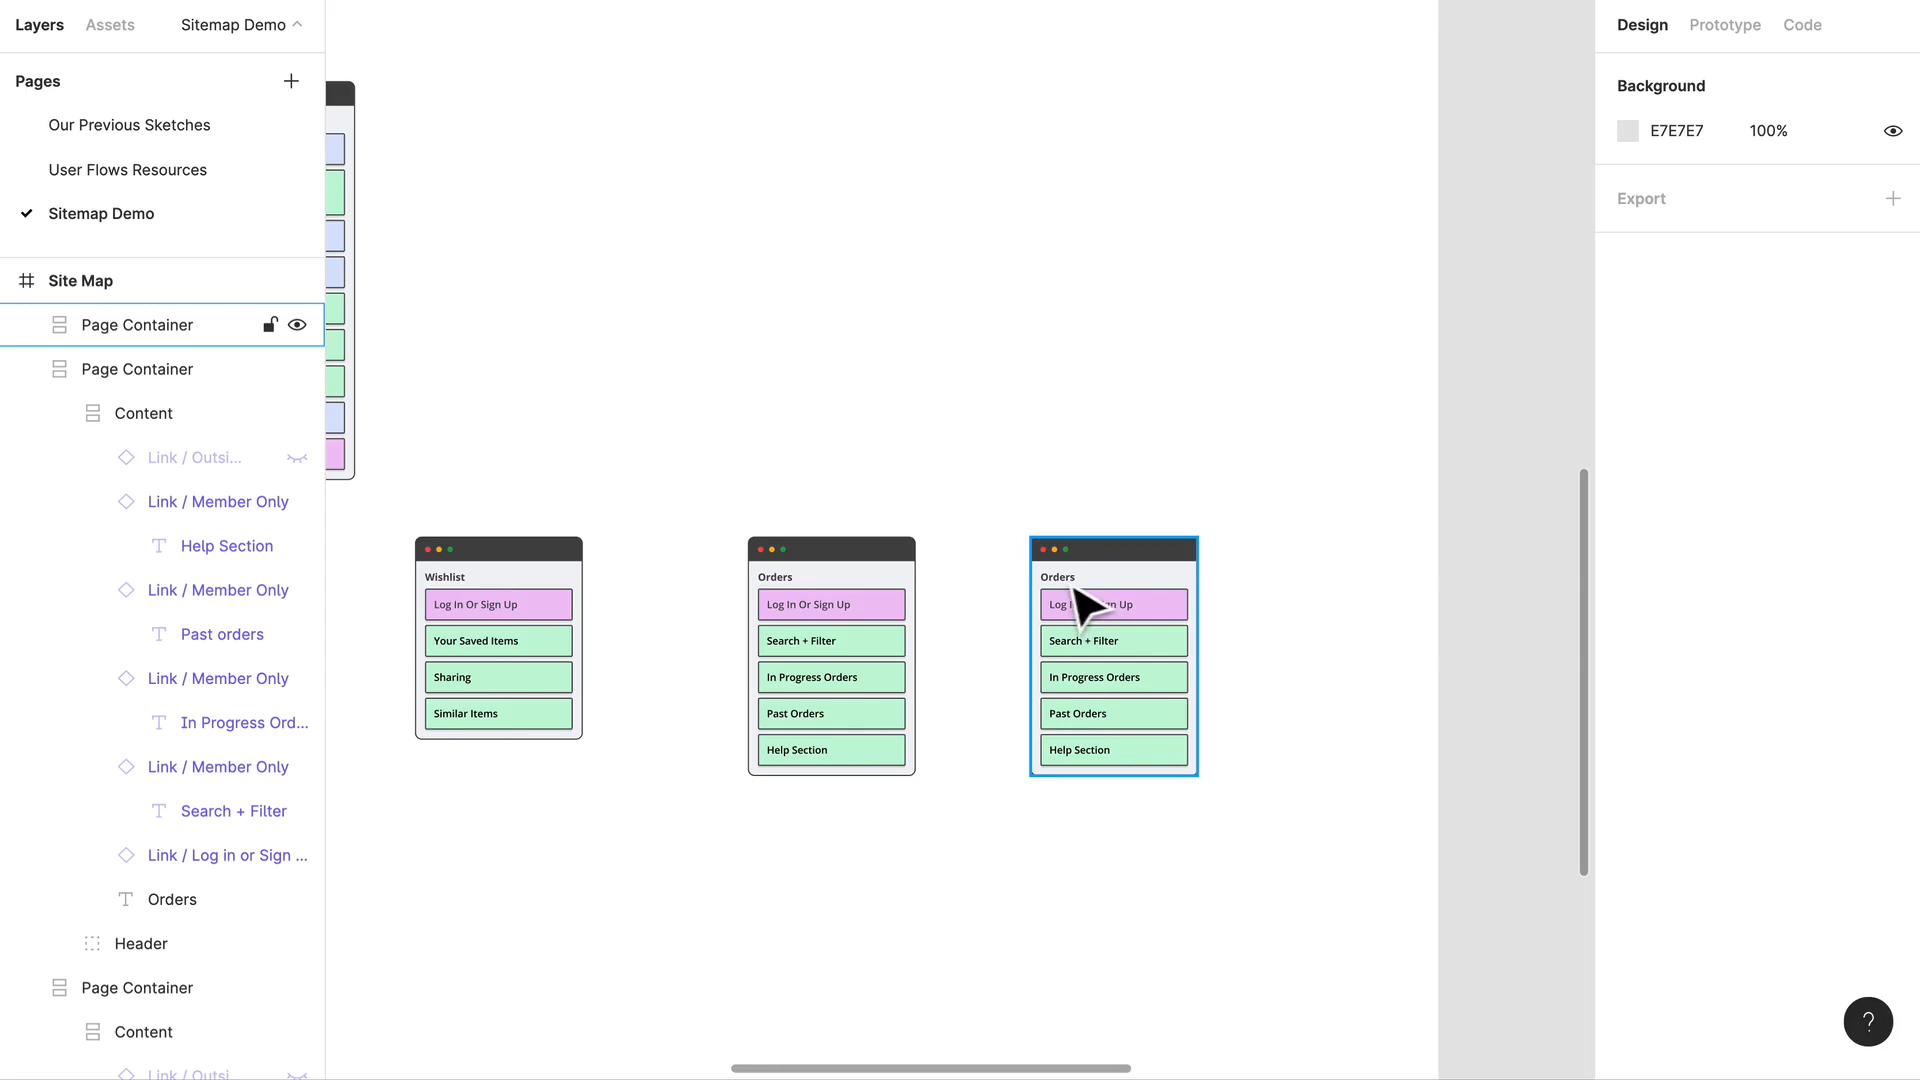 Layers
Assets
Sitemap Demo
Pages
Our Previous Sketches
User Flows Resources
Sitemap Demo
Site Map
Page Container
Page Container
Content
Link / Outsi...
Link / Member Only
Help Section
Link / Member Only
Past orders
Link / Member Only
In Progress Ord...
Link / Member Only
Search + Filter
Link / Log in or Sign ...
Orders
Header
Page Container
Content
Link / Outsi...
Wishlist
Log In Or Sign Up
Your Saved Items
Sharing
Similar Items
Orders
Log In Or Sign Up
Search + Filter
In Progress Orders
Past Orders
Help Section
Orders
Log Up
Search + Filter
In Progress Orders
Past Orders
Help Section
Design
Prototype
Code
Background
E7E7E7
100%
Export
?